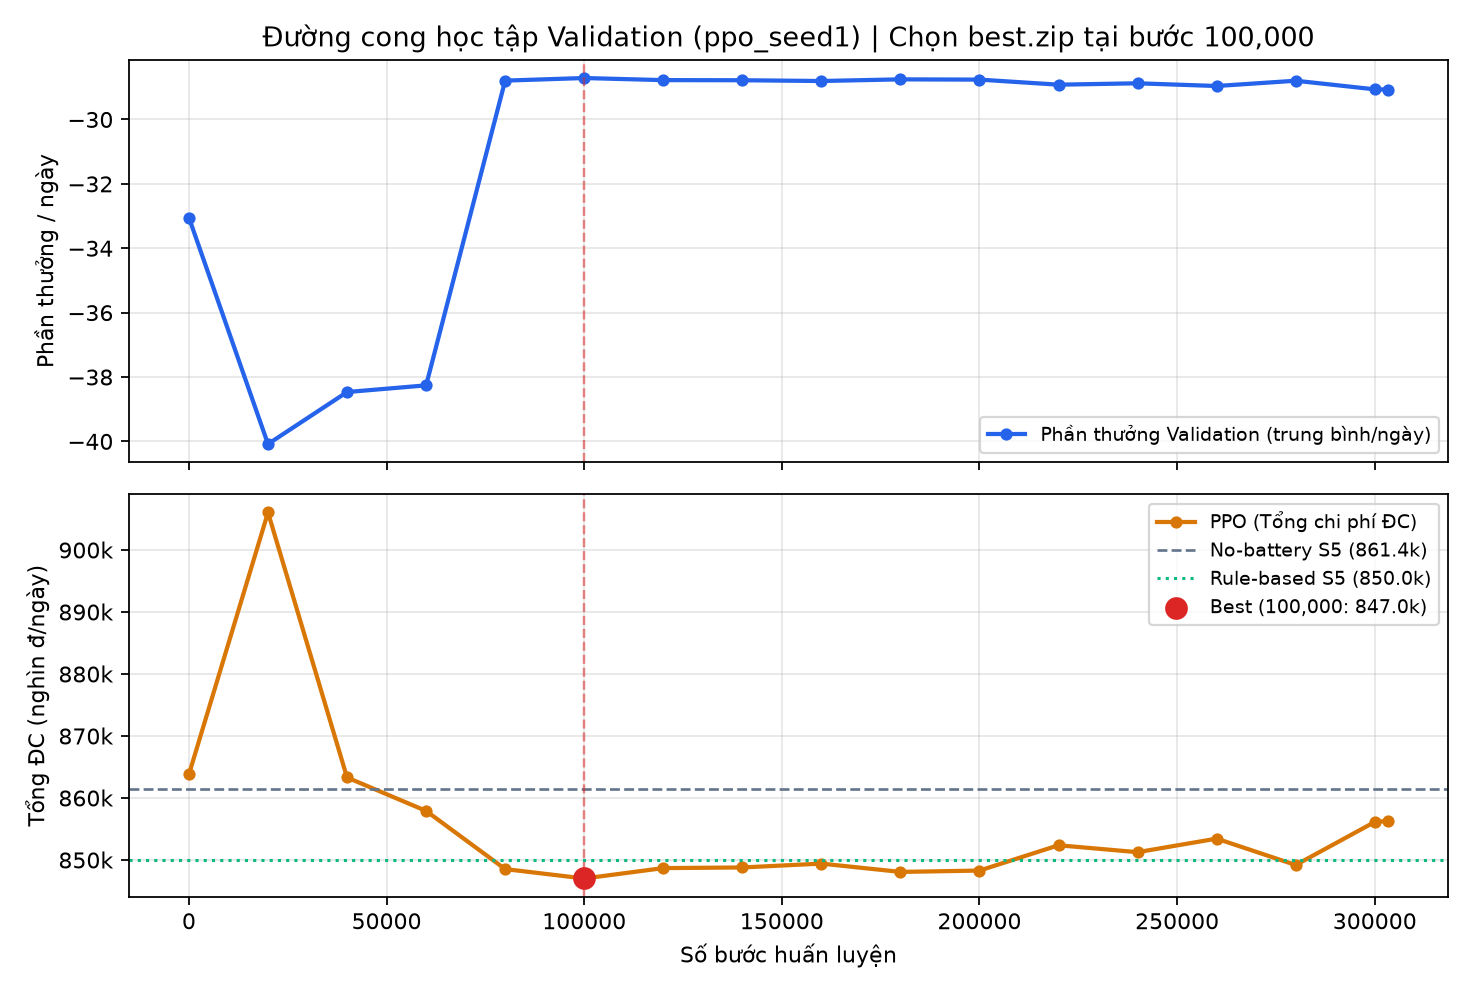 Đường cong học tập Validation (ppo_seed1) | Chọn best.zip tại bước 100,000
Phần thưởng / ngày
−30
−32
−34
−36
−38
−40
Phần thưởng Validation (trung bình/ngày)
Tổng ĐC (nghìn đ/ngày)
900k
890k
880k
870k
860k
850k
PPO (Tổng chi phí ĐC)
No-battery S5 (861.4k)
Rule-based S5 (850.0k)
Best (100,000: 847.0k)
0
50000
100000
150000
200000
250000
300000
Số bước huấn luyện